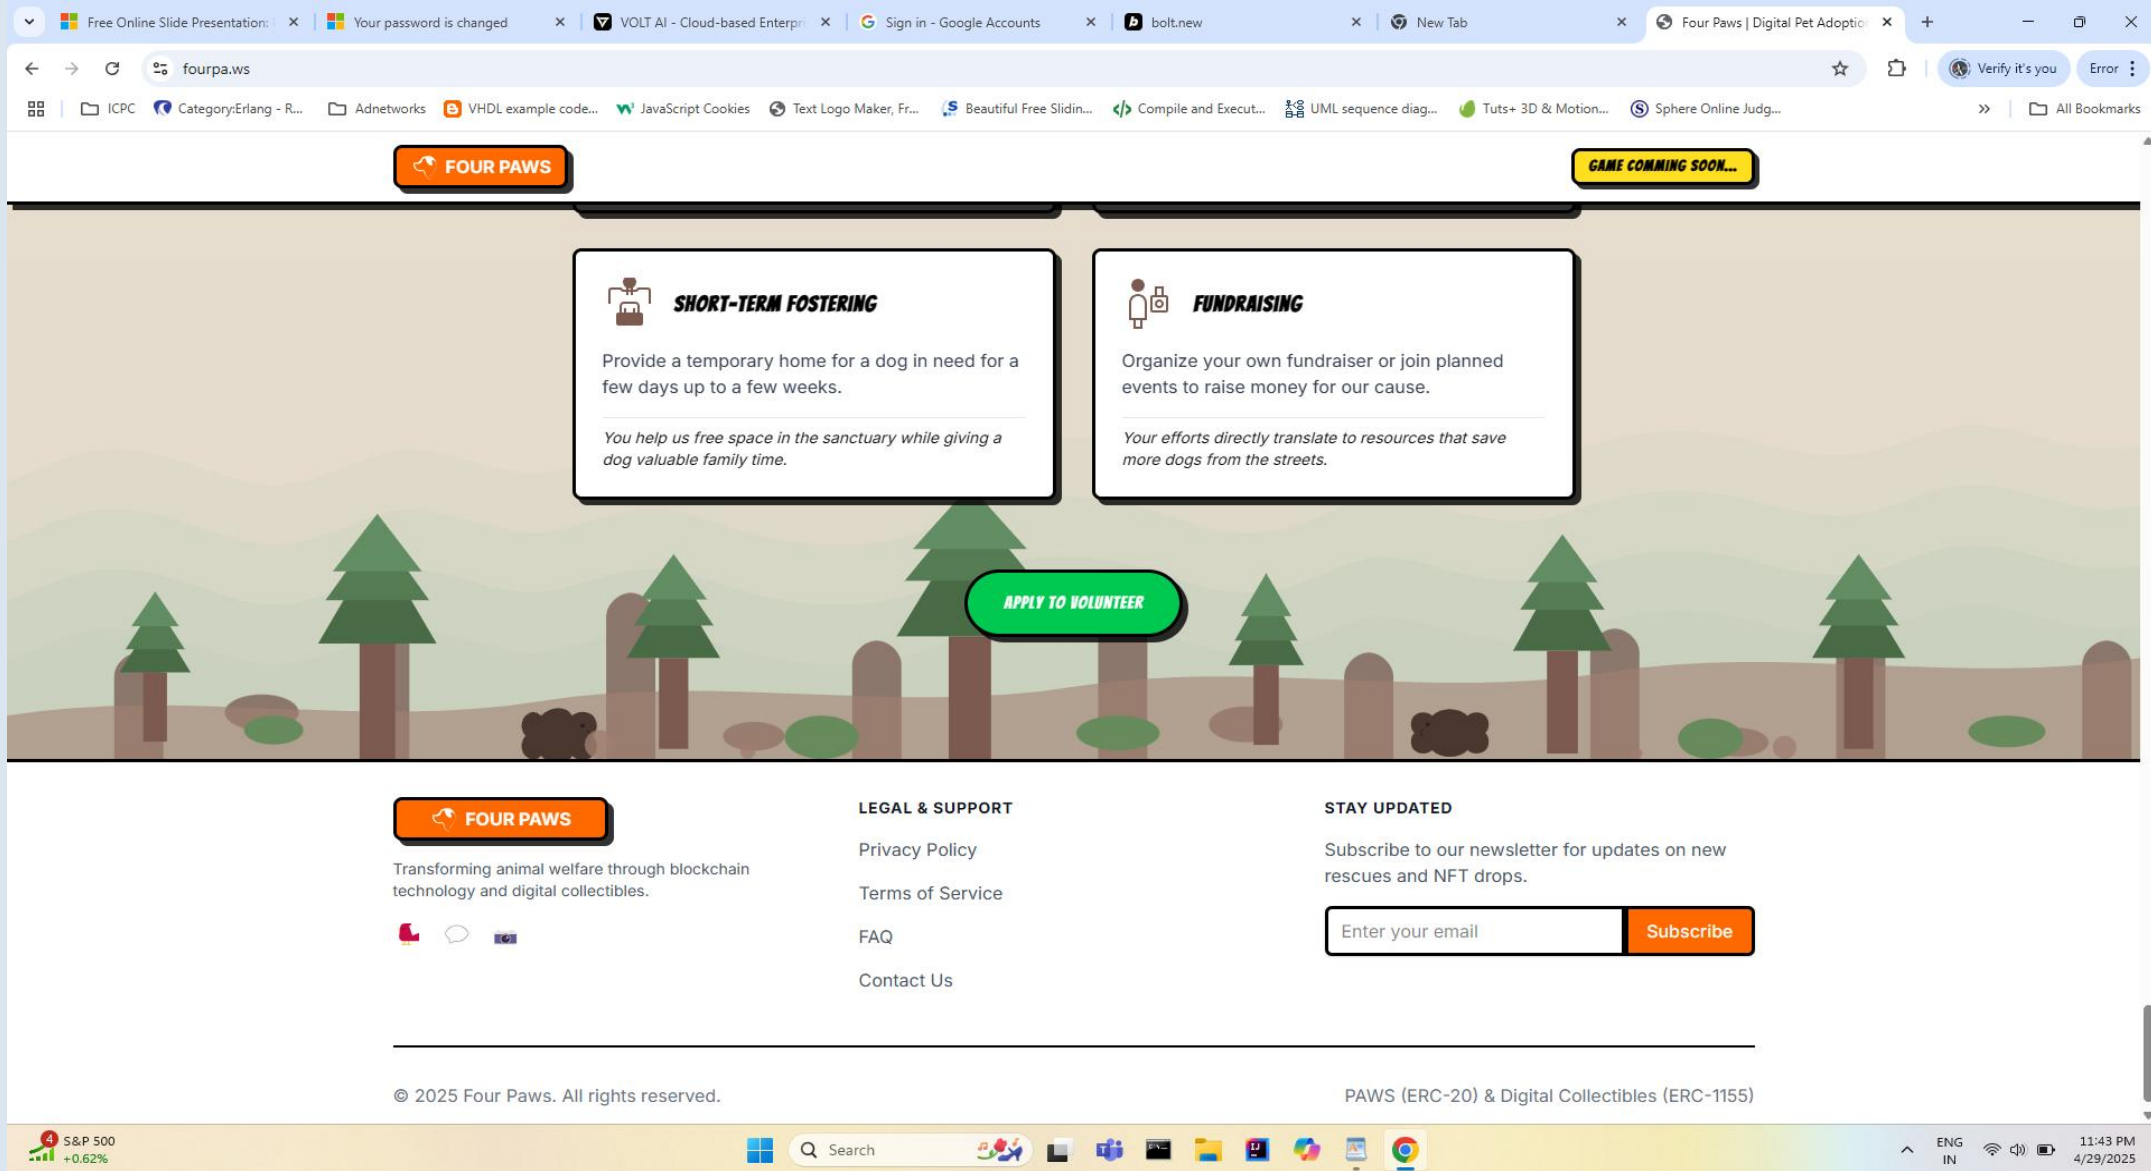 Free Online Slide Presentation:
Your password is changed
VOLT AI - Cloud-based Enterpri
Sign in - Google Accounts
bolt.new
New Tab
Four Paws | Digital Pet Adoptio
fourpa.ws
Verify it's you
Error
ICPC
Category:Erlang - R...
Adnetworks
VHDL example code...
JavaScript Cookies
Text Logo Maker, Fr...
Beautiful Free Slidin...
Compile and Execut...
UML sequence diag...
Tuts+ 3D & Motion...
Sphere Online Judg...
All Bookmarks
FOUR PAWS
GAME COMMING SOON...
SHORT-TERM FOSTERING
Provide a temporary home for a dog in need for a
few days up to a few weeks.
You help us free space in the sanctuary while giving a
dog valuable family time.
FUNDRAISING
Organize your own fundraiser or join planned
events to raise money for our cause.
Your efforts directly translate to resources that save
more dogs from the streets.
APPLY TO VOLUNTEER
FOUR PAWS
Transforming animal welfare through blockchain
technology and digital collectibles.
LEGAL & SUPPORT
Privacy Policy
Terms of Service
FAQ
Contact Us
STAY UPDATED
Subscribe to our newsletter for updates on new
rescues and NFT drops.
Enter your email
Subscribe
© 2025 Four Paws. All rights reserved.
PAWS (ERC-20) & Digital Collectibles (ERC-1155)
4
S&P 500
+0.62%
Search
ENG
IN
11:43 PM
4/29/2025